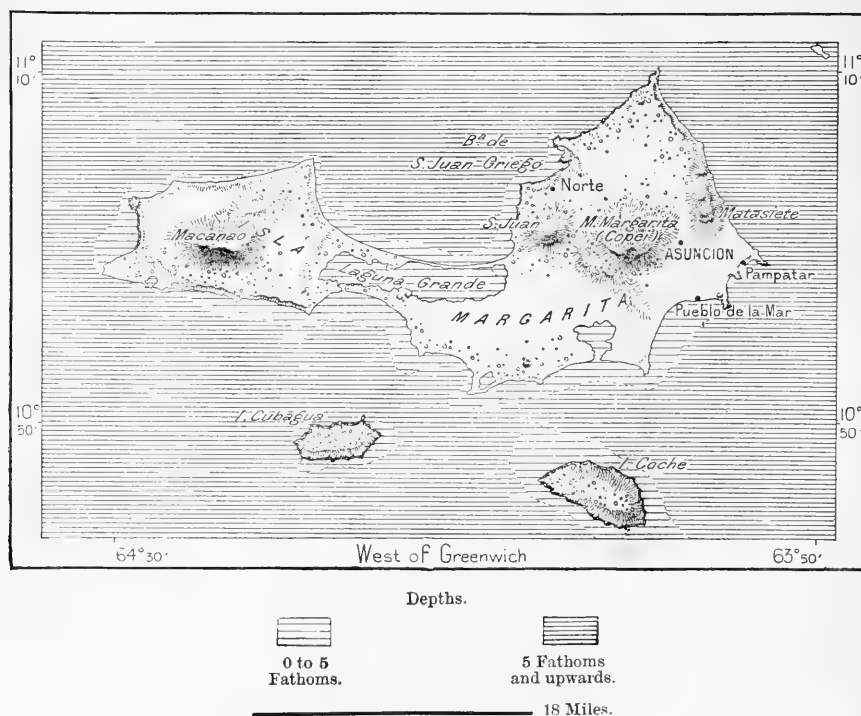 11°
10'
11°
10'
Bª de
S. Juan-Griego
Norte
S. Juan
M. Margarita
(Copei)
Matasiete
Macanao
ISLA
ASUNCION
Pampatar
Laguna-Grande
MARGARITA
Pueblo de la Mar
10°
50'
10°
50'
I. Cubagua
I. Coche
64°30'
West of Greenwich
63°50'
Depths.
0 to 5
Fathoms.
5 Fathoms
and upwards.
18 Miles.